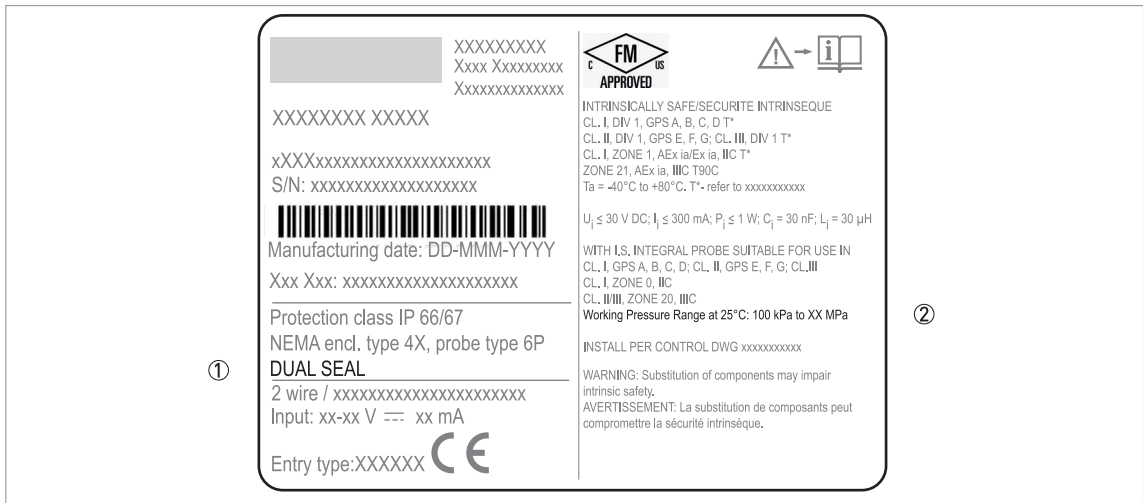 XXXXXXXXX
Xxxx Xxxxxxxxx
Xxxxxxxxxxxxxx
XXXXXXXX XXXXX
xXXXxxxxxxxxxxxxxxxxxxxx
S/N: xxxxxxxxxxxxxxxxxxx
Manufacturing date: DD-MMM-YYYY
Xxx Xxx: xxxxxxxxxxxxxxxxxxxx
Protection class IP 66/67
NEMA encl. type 4X, probe type 6P
① DUAL SEAL
2 wire / xxxxxxxxxxxxxxxxxxxxxx
Input: xx-xx V ⎓ xx mA
Entry type:XXXXXX CE
FM
C US
APPROVED
i
INTRINSICALLY SAFE/SECURITE INTRINSEQUE
CL. I, DIV 1, GPS A, B, C, D T*
CL. II, DIV 1, GPS E, F, G; CL. III, DIV 1 T*
CL. I, ZONE 1, AEx ia/Ex ia, IIC T*
ZONE 21, AEx ia, IIIC T90C
Ta = -40°C to +80°C. T*- refer to xxxxxxxxxxx
Ui ≤ 30 V DC; Ii ≤ 300 mA; Pi ≤ 1 W; Ci = 30 nF; Li = 30 µH
WITH I.S. INTEGRAL PROBE SUITABLE FOR USE IN
CL. I, GPS A, B, C, D; CL. II, GPS E, F, G; CL.III
CL. I, ZONE 0, IIC
CL. II/III, ZONE 20, IIIC
Working Pressure Range at 25°C: 100 kPa to XX MPa ②
INSTALL PER CONTROL DWG xxxxxxxxxxx
WARNING: Substitution of components may impair
intrinsic safety.
AVERTISSEMENT: La substitution de composants peut
compromettre la sécurité intrinsèque.